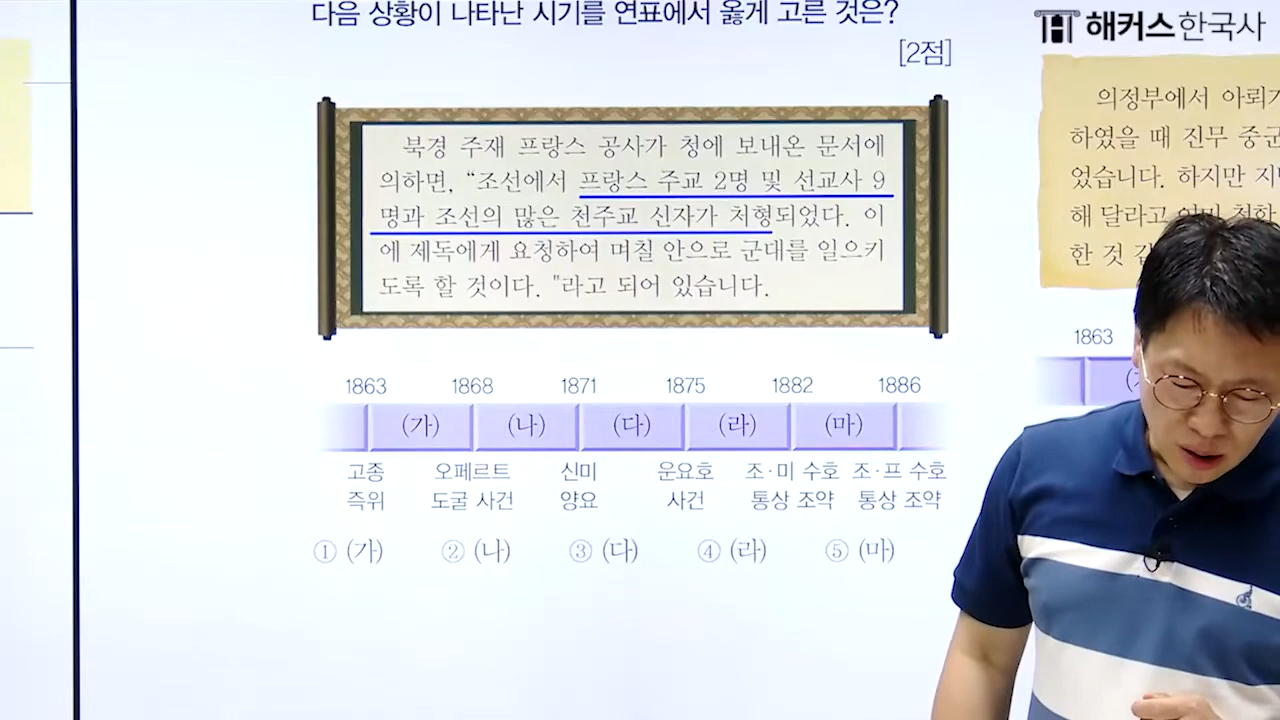 다음 상황이 나타난 시기를 연표에서 옳게 고른 것은?
[2점]
북경 주재 프랑스 공사가 청에 보내온 문서에
의하면, “조선에서 프랑스 주교 2명 및 선교사 9
명과 조선의 많은 천주교 신자가 처형되었다. 이
에 제독에게 요청하여 며칠 안으로 군대를 일으키
도록 할 것이다. "라고 되어 있습니다.
1863 1868 1871 1875 1882 1886
(가) (나) (다) (라) (마)
고종 오페르트 신미 운요호 조·미 수호 조·프 수호
즉위 도굴 사건 양요 사건 통상 조약 통상 조약
① (가) ② (나) ③ (다) ④ (라) ⑤ (마)
해커스한국사
의정부에서 아뢰기
하였을 때 진무 중군
었습니다. 하지만
해 달라고
한 것
1863